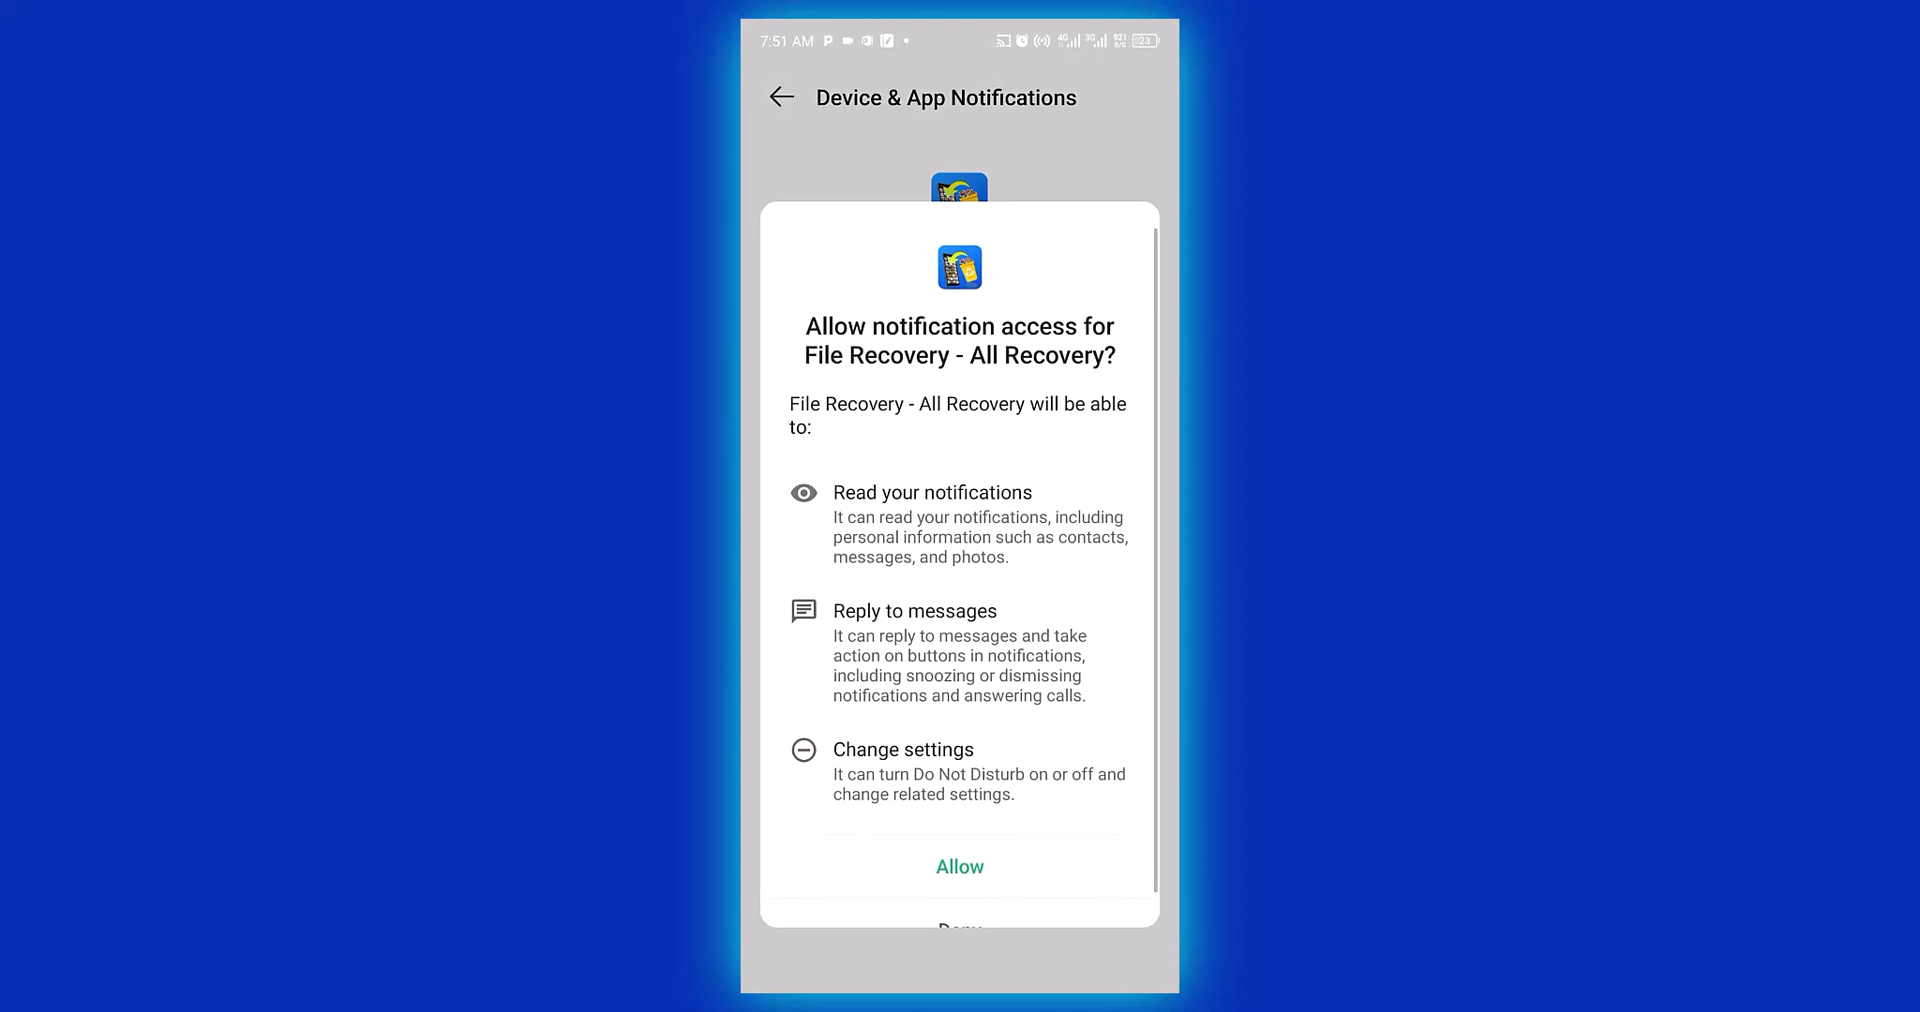 7:51 AM
4G 3G 921 B/S 23
Device & App Notifications
Allow notification access for
File Recovery - All Recovery?
File Recovery - All Recovery will be able
to:
Read your notifications
It can read your notifications, including
personal information such as contacts,
messages, and photos.
Reply to messages
It can reply to messages and take
action on buttons in notifications,
including snoozing or dismissing
notifications and answering calls.
Change settings
It can turn Do Not Disturb on or off and
change related settings.
Allow